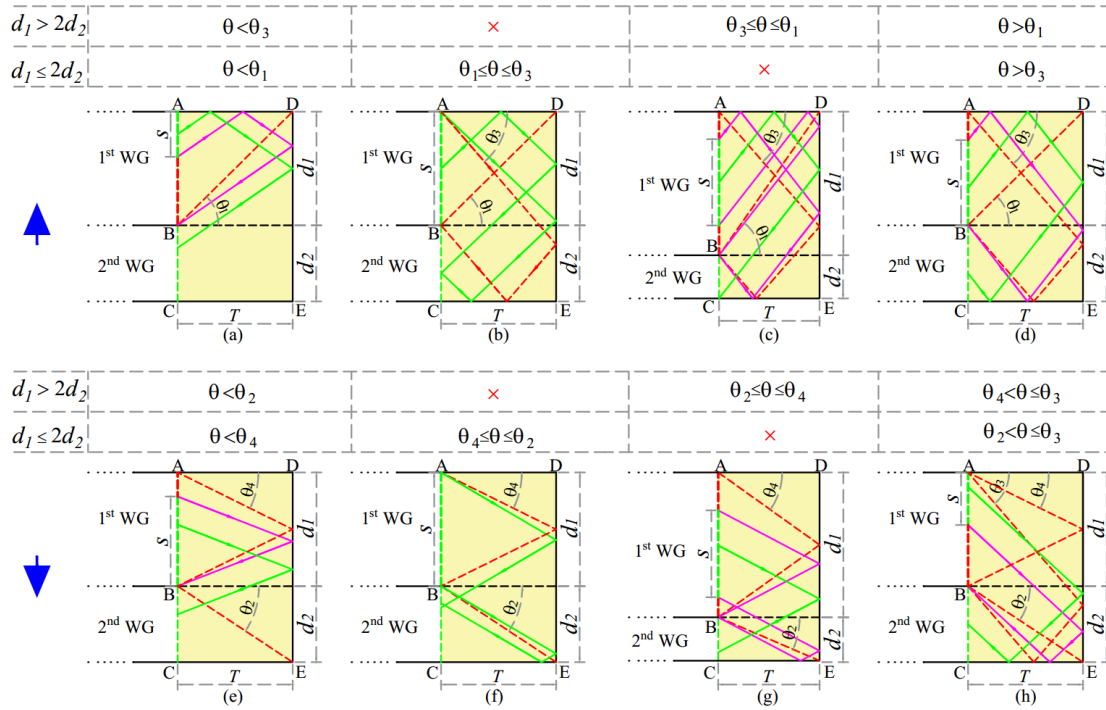 d₁ > 2d₂ θ<θ₃ × θ₃≤θ≤θ₁ θ>θ₁
d₁ ≤ 2d₂ θ<θ₁ θ₁≤θ≤θ₃ × θ>θ₃
A D A D A D A D
s θ₃ s θ₃ s θ₃ s
1ˢᵗ WG d₁ 1ˢᵗ WG d₁ 1ˢᵗ WG d₁ 1ˢᵗ WG d₁
θ₁ θ₁ θ₁ θ₁
B B B B
2ⁿᵈ WG d₂ 2ⁿᵈ WG d₂ 2ⁿᵈ WG d₂ 2ⁿᵈ WG d₂
C T E C T E C T E C T E
(a) (b) (c) (d)
d₁ > 2d₂ θ<θ₂ × θ₂≤θ≤θ₄ θ₄<θ≤θ₃
d₁ ≤ 2d₂ θ<θ₄ θ₄≤θ≤θ₂ × θ₂<θ≤θ₃
A D A D A D A D
θ₄ θ₄ θ₄ s θ₃ θ₄
1ˢᵗ WG s d₁ 1ˢᵗ WG s d₁ 1ˢᵗ WG s d₁ 1ˢᵗ WG d₁
B θ₂ B θ₂ B θ₂ B θ₂
2ⁿᵈ WG d₂ 2ⁿᵈ WG d₂ 2ⁿᵈ WG d₂ 2ⁿᵈ WG d₂
C T E C T E C T E C T E
(e) (f) (g) (h)